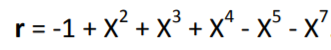 r = -1 + X² + X³ + X⁴ - X⁵ - X⁷